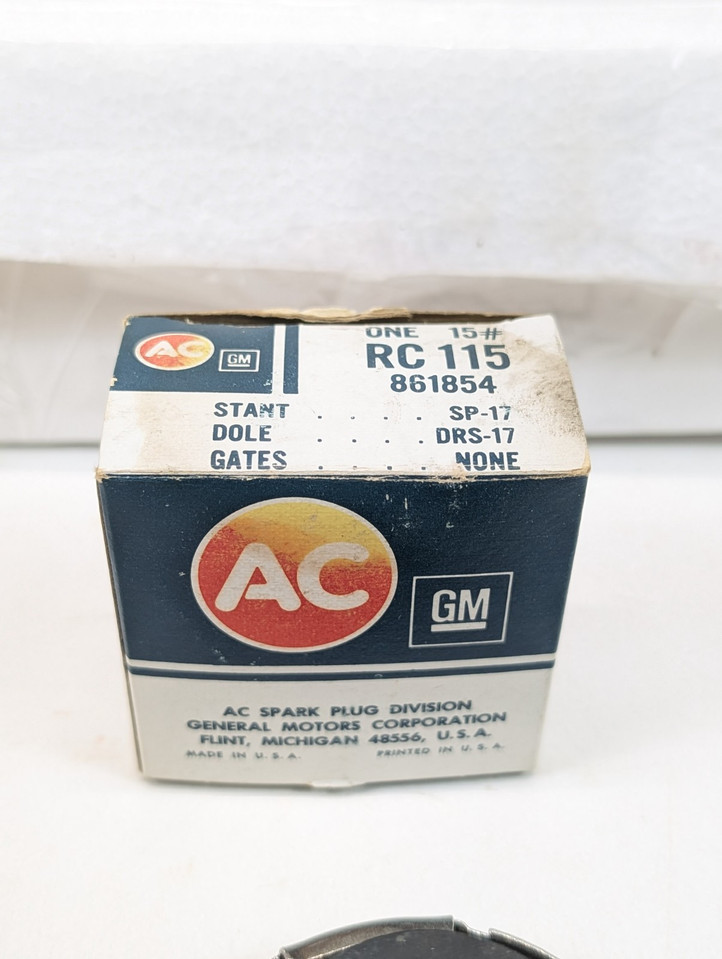 ONE 15#
AC GM RC 115
861854
STANT . . . . SP-17
DOLE . . . . DRS-17
GATES . . . . NONE
AC
GM
AC SPARK PLUG DIVISION
GENERAL MOTORS CORPORATION
FLINT, MICHIGAN 48556, U.S.A.
MADE IN U.S.A. PRINTED IN U.S.A.